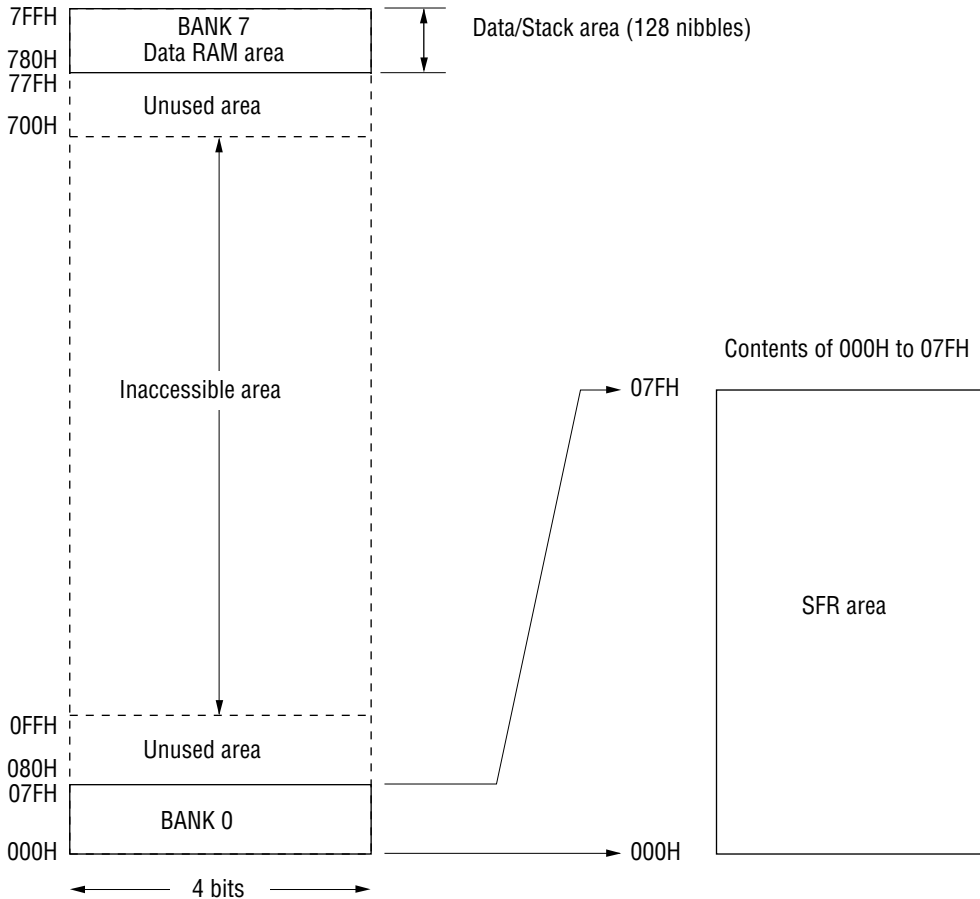 7FFH
BANK 7
Data RAM area
Data/Stack area (128 nibbles)
780H
77FH
Unused area
700H
Inaccessible area
Contents of 000H to 07FH
07FH
SFR area
0FFH
Unused area
080H
07FH
BANK 0
000H
000H
4 bits